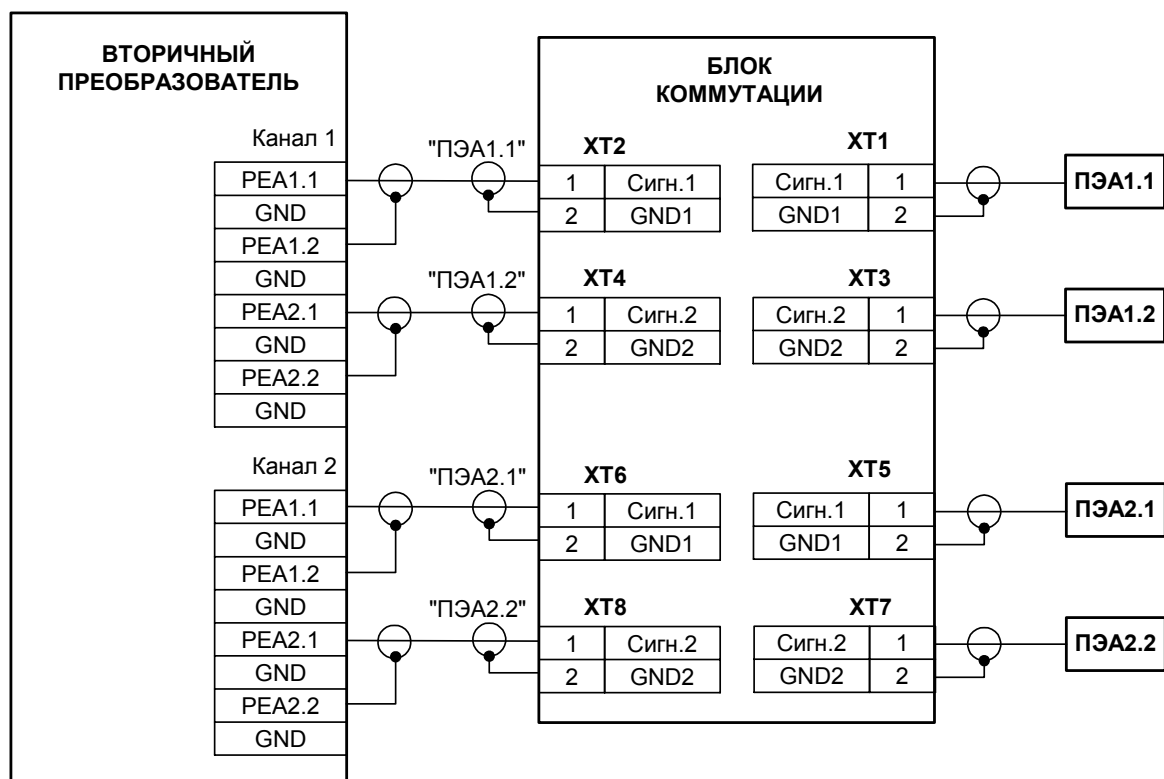 ВТОРИЧНЫЙ
ПРЕОБРАЗОВАТЕЛЬ
БЛОК
КОММУТАЦИИ
Канал 1
PEA1.1
GND
PEA1.2
GND
PEA2.1
GND
PEA2.2
GND
Канал 2
PEA1.1
GND
PEA1.2
GND
PEA2.1
GND
PEA2.2
GND
"ПЭА1.1"
"ПЭА1.2"
"ПЭА2.1"
"ПЭА2.2"
XT2
1 Сигн.1
2 GND1
XT4
1 Сигн.2
2 GND2
XT6
1 Сигн.1
2 GND1
XT8
1 Сигн.2
2 GND2
XT1
Сигн.1 1
GND1 2
XT3
Сигн.2 1
GND2 2
XT5
Сигн.1 1
GND1 2
XT7
Сигн.2 1
GND2 2
ПЭА1.1
ПЭА1.2
ПЭА2.1
ПЭА2.2